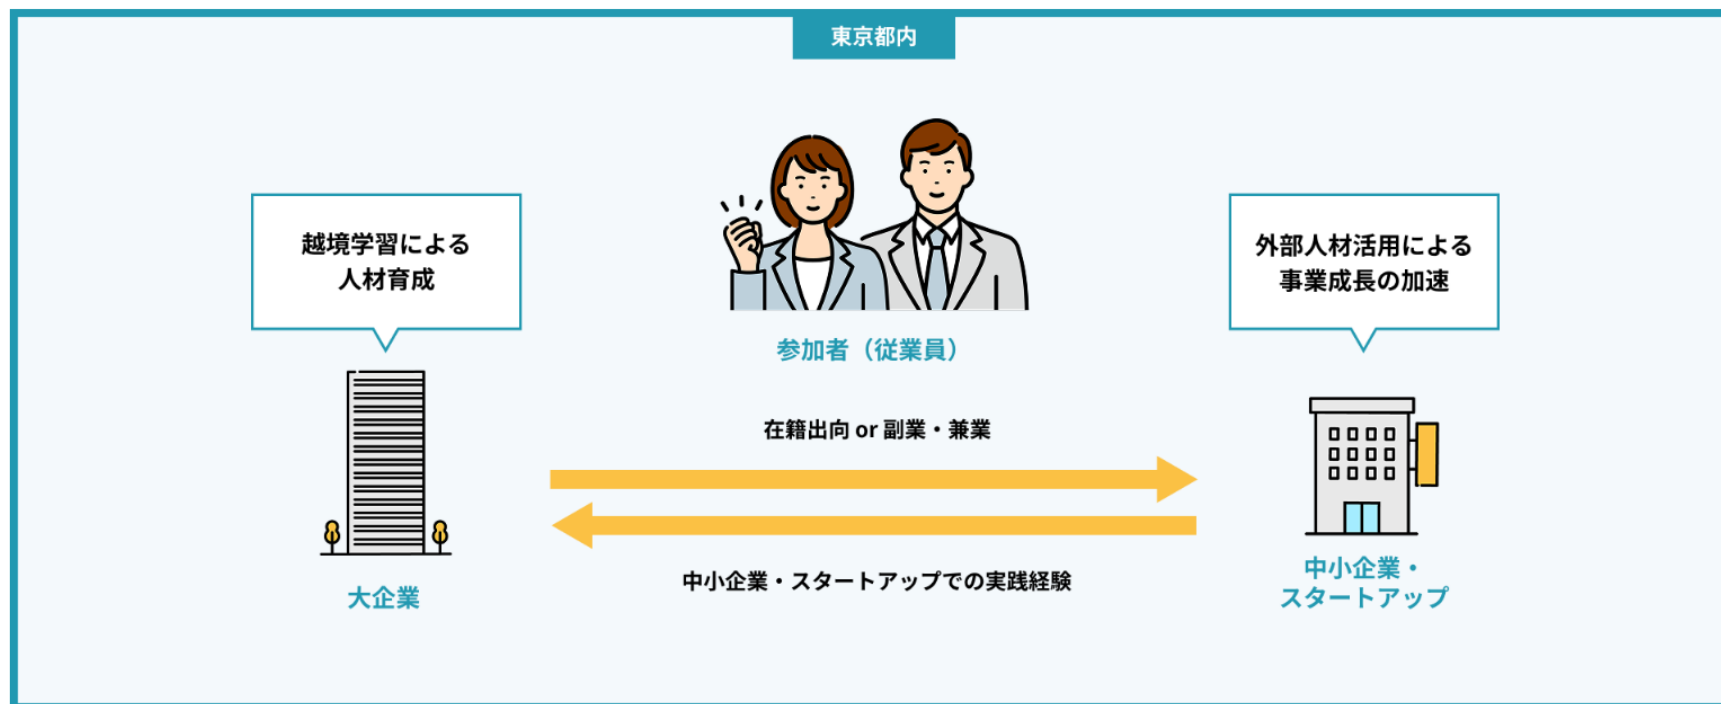 東京都内
越境学習による
人材育成
外部人材活用による
事業成長の加速
参加者（従業員）
在籍出向 or 副業・兼業
中小企業・スタートアップでの実践経験
大企業
中小企業・
スタートアップ